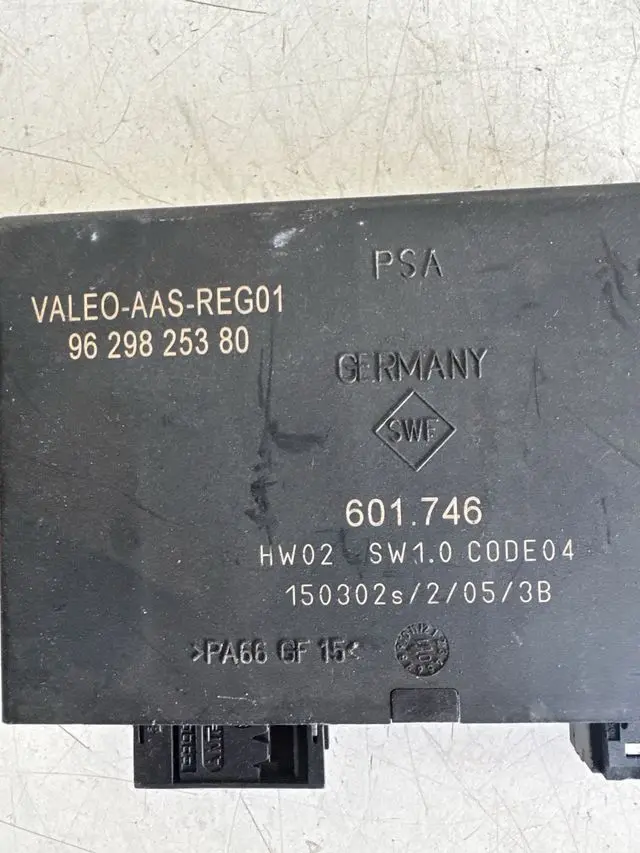 PSA
VALEO-AAS-REG01
96 298 253 80
GERMANY
SWF
601.746
HW02 SW1.0 CODE04
150302s/2/05/3B
>PA66 GF 15<